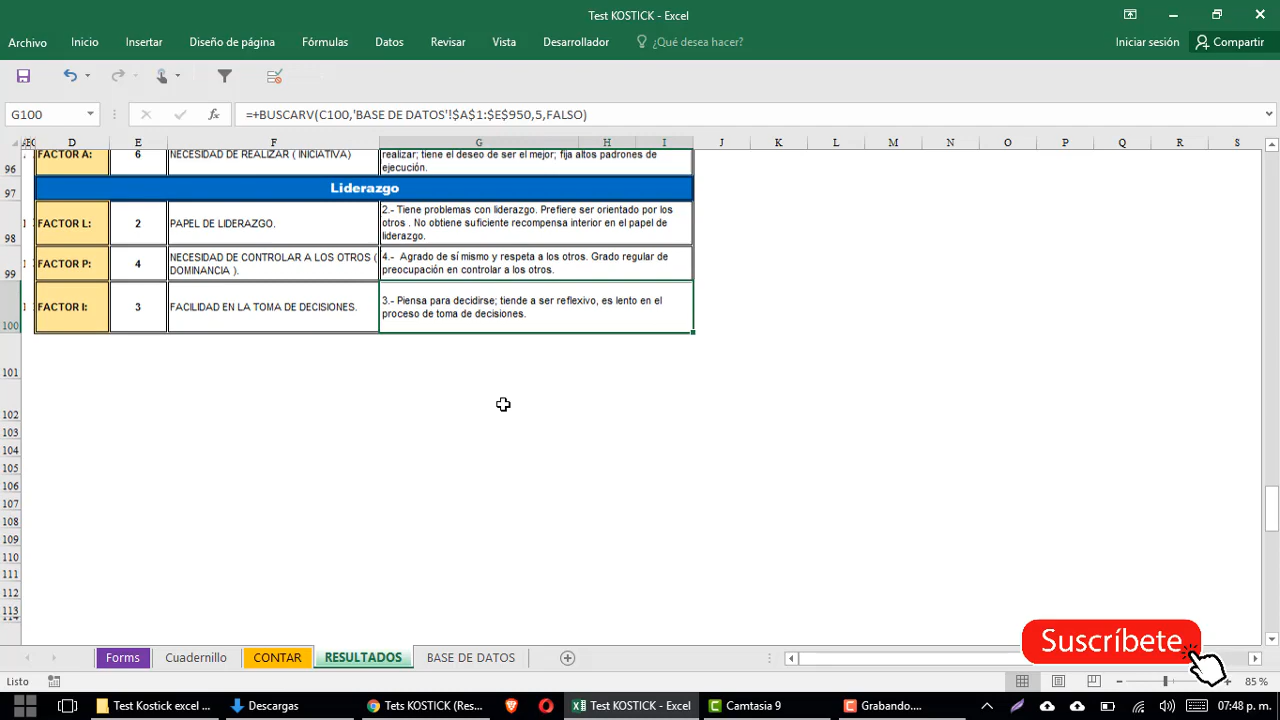 Test KOSTICK - Excel
Archivo Inicio Insertar Diseño de página Fórmulas Datos Revisar Vista Desarrollador ¿Qué desea hacer? Iniciar sesión Compartir
G100 fx =+BUSCARV(C100,'BASE DE DATOS'!$A$1:$E$950,5,FALSO)
D E F G H I J K L M N O P Q R S
96 FACTOR A: 6 NECESIDAD DE REALIZAR ( INICIATIVA) realizar; tiene el deseo de ser el mejor; fija altos padrones de
ejecución.
97 Liderazgo
98 FACTOR L: 2 PAPEL DE LIDERAZGO. 2.- Tiene problemas con liderazgo. Prefiere ser orientado por los
otros . No obtiene suficiente recompensa interior en el papel de
liderazgo.
99 FACTOR P: 4 NECESIDAD DE CONTROLAR A LOS OTROS ( DOMINANCIA ). 4.- Agrado de sí mismo y respeta a los otros. Grado regular de
preocupación en controlar a los otros.
100 FACTOR I: 3 FACILIDAD EN LA TOMA DE DECISIONES. 3.- Piensa para decidirse; tiende a ser reflexivo, es lento en el
proceso de toma de decisiones.
101
102
103
104
105
106
107
108
109
110
111
112
113
Suscríbete
Forms Cuadernillo CONTAR RESULTADOS BASE DE DATOS
Listo 85 %
Test Kostick excel ... Descargas Tets KOSTICK (Res... Test KOSTICK - Excel Camtasia 9 Grabando.... 07:48 p. m.